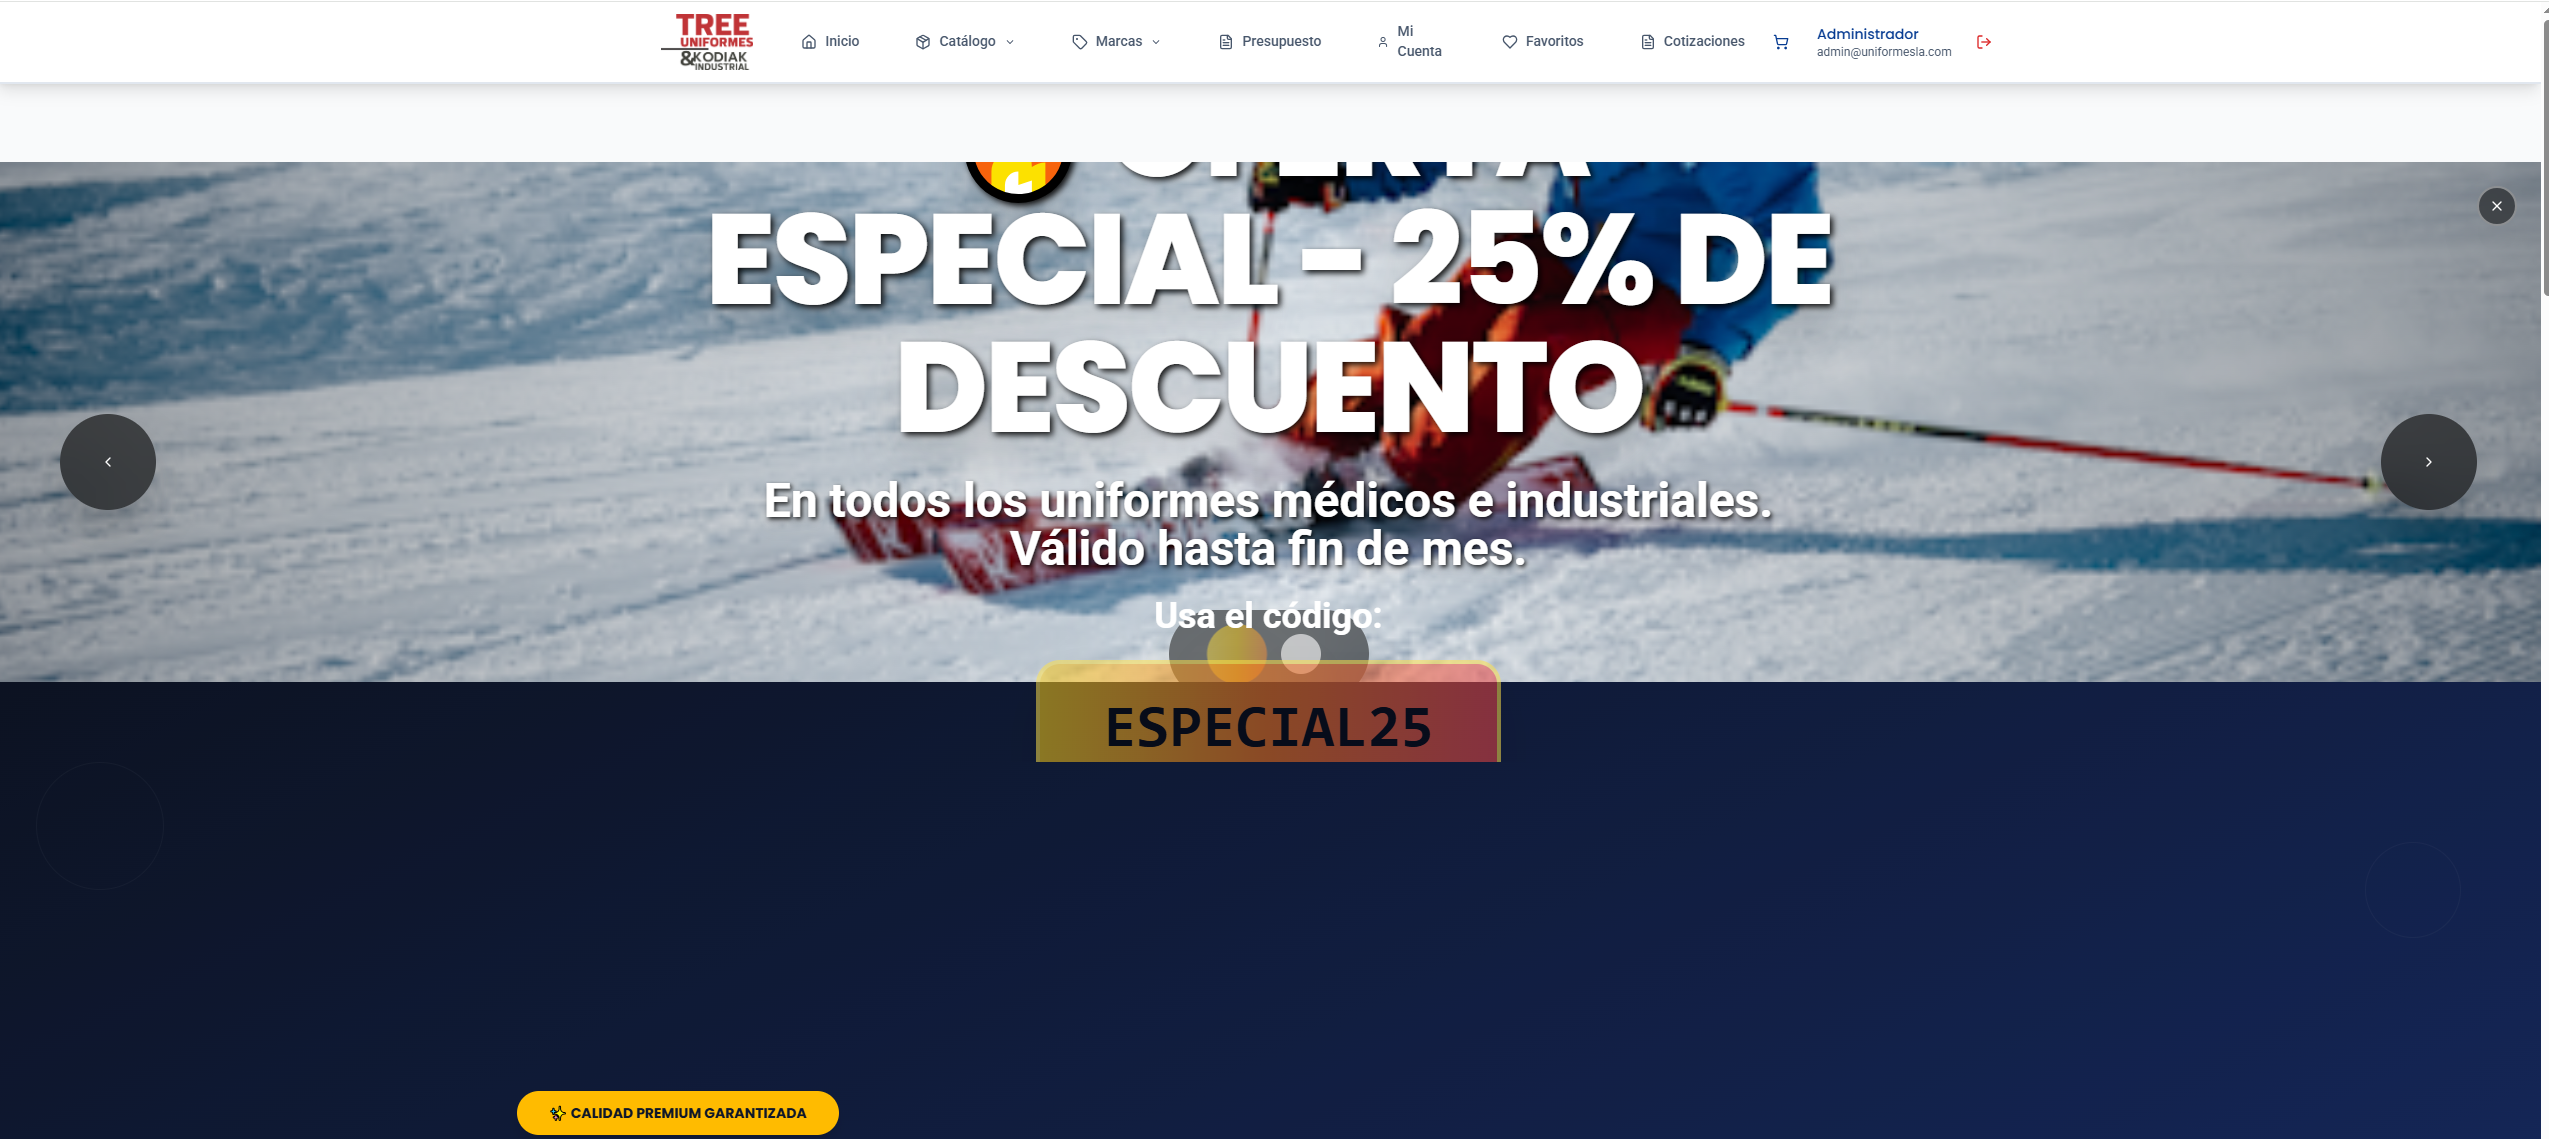 TREE
UNIFORMES
&KODIAK
INDUSTRIAL
Inicio
Catálogo
Marcas
Presupuesto
Mi
Cuenta
Favoritos
Cotizaciones
Administrador
admin@uniformesla.com
OFERTA
ESPECIAL - 25% DE
DESCUENTO
En todos los uniformes médicos e industriales.
Válido hasta fin de mes.
Usa el código:
ESPECIAL25
CALIDAD PREMIUM GARANTIZADA